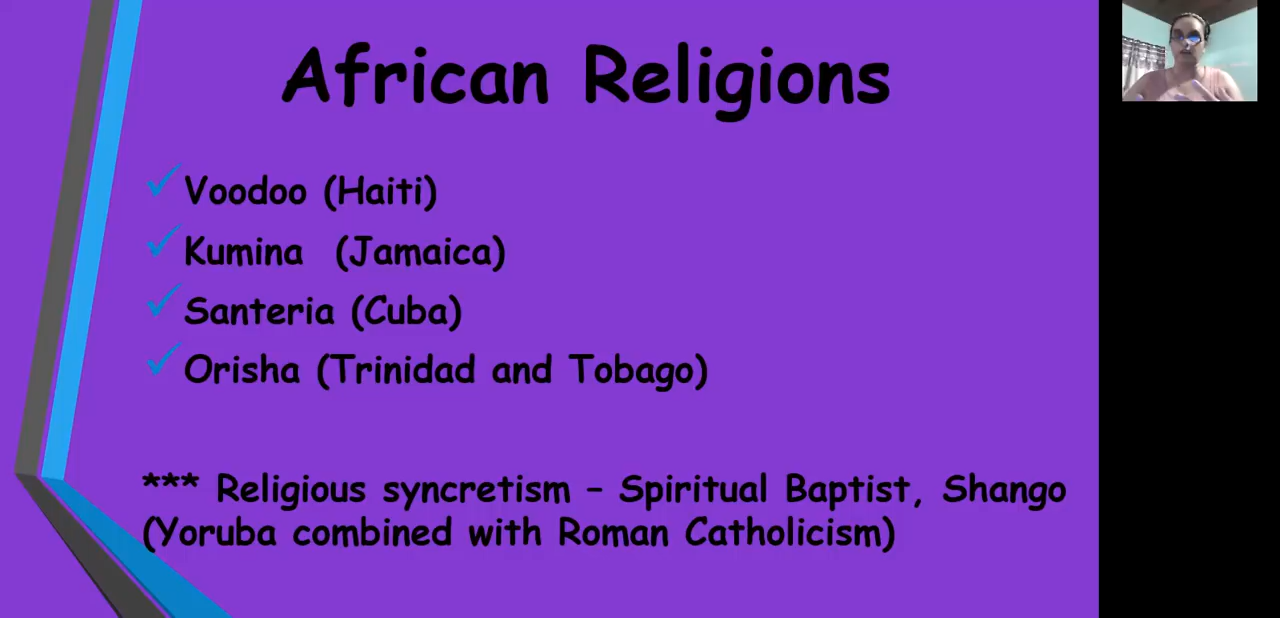 African Religions
Voodoo (Haiti)
Kumina (Jamaica)
Santeria (Cuba)
Orisha (Trinidad and Tobago)
*** Religious syncretism – Spiritual Baptist, Shango
(Yoruba combined with Roman Catholicism)